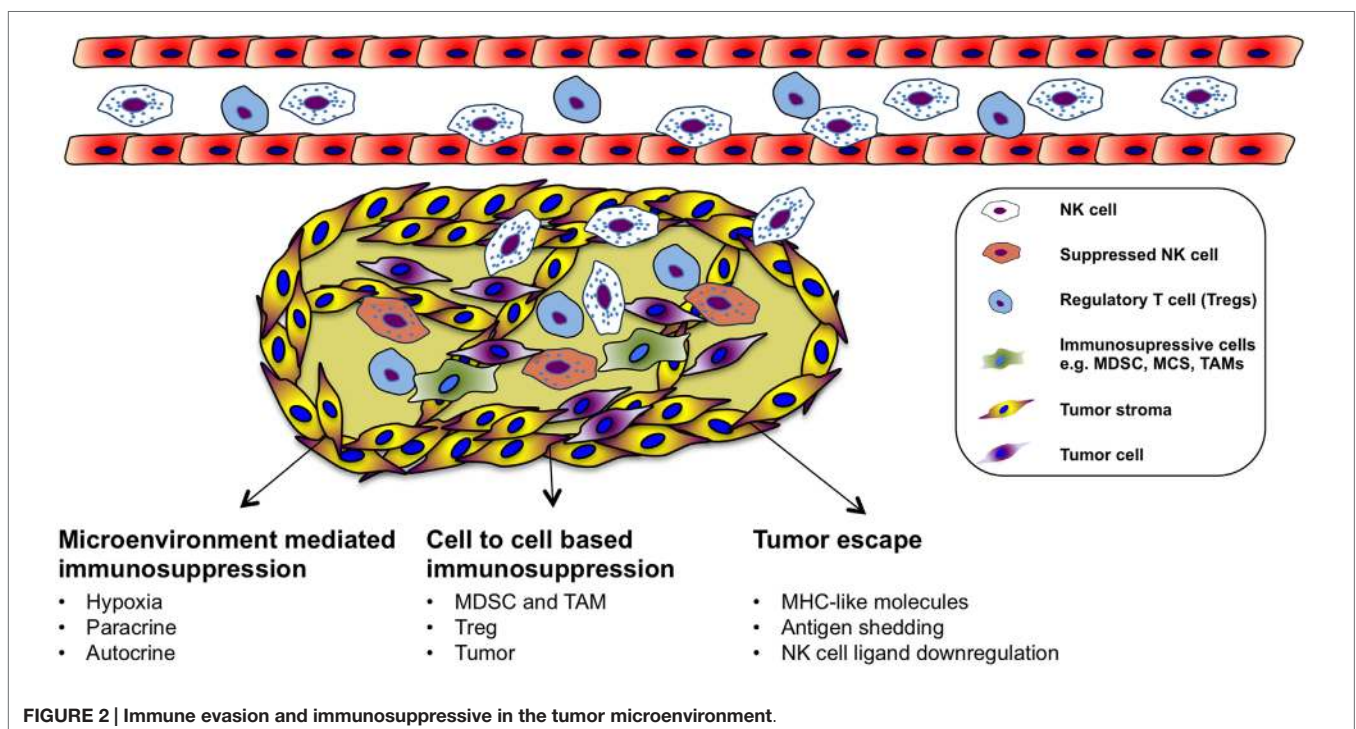 NK cell
Suppressed NK cell
Regulatory T cell (Tregs)
Immunosupressive cells
e.g. MDSC, MCS, TAMs
Tumor stroma
Tumor cell
Microenvironment mediated
immunosuppression
• Hypoxia
• Paracrine
• Autocrine
Cell to cell based
immunosuppression
• MDSC and TAM
• Treg
• Tumor
Tumor escape
• MHC-like molecules
• Antigen shedding
• NK cell ligand downregulation
FIGURE 2 | Immune evasion and immunosuppressive in the tumor microenvironment.